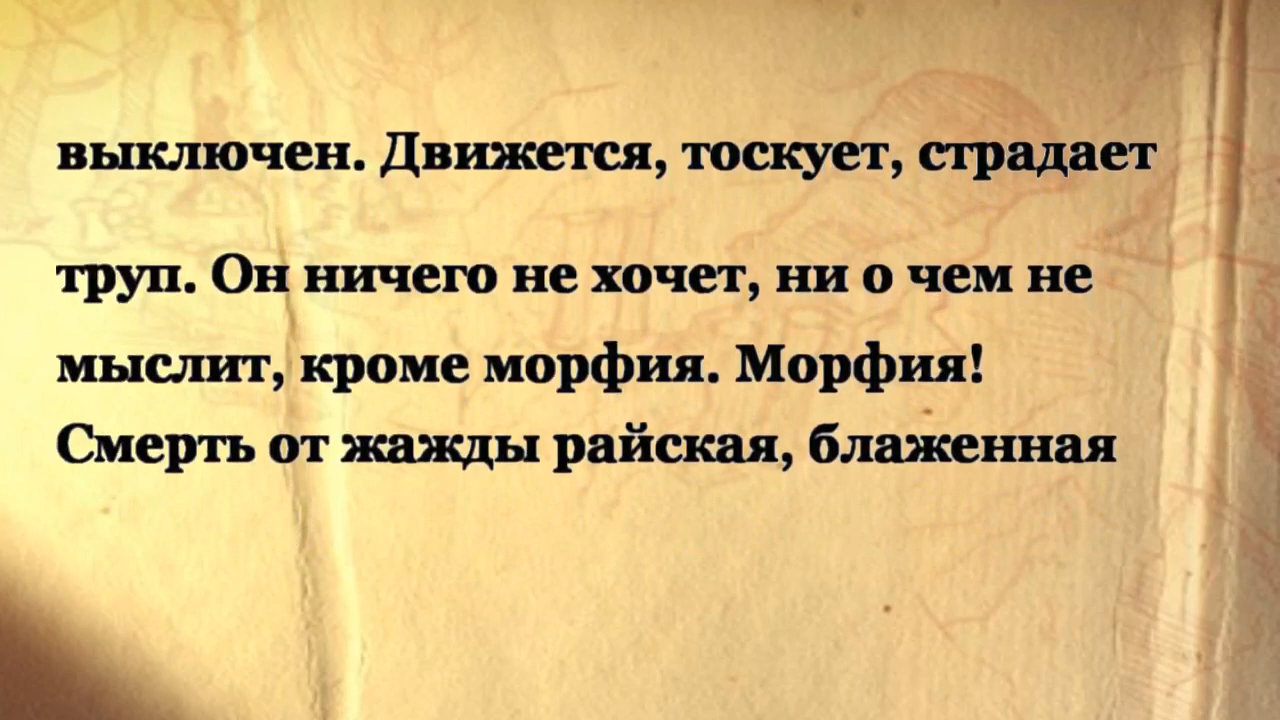 выключен. Движется, тоскует, страдает
труп. Он ничего не хочет, ни о чем не
мыслит, кроме морфия. Морфия!
Смерть от жажды райская, блаженная